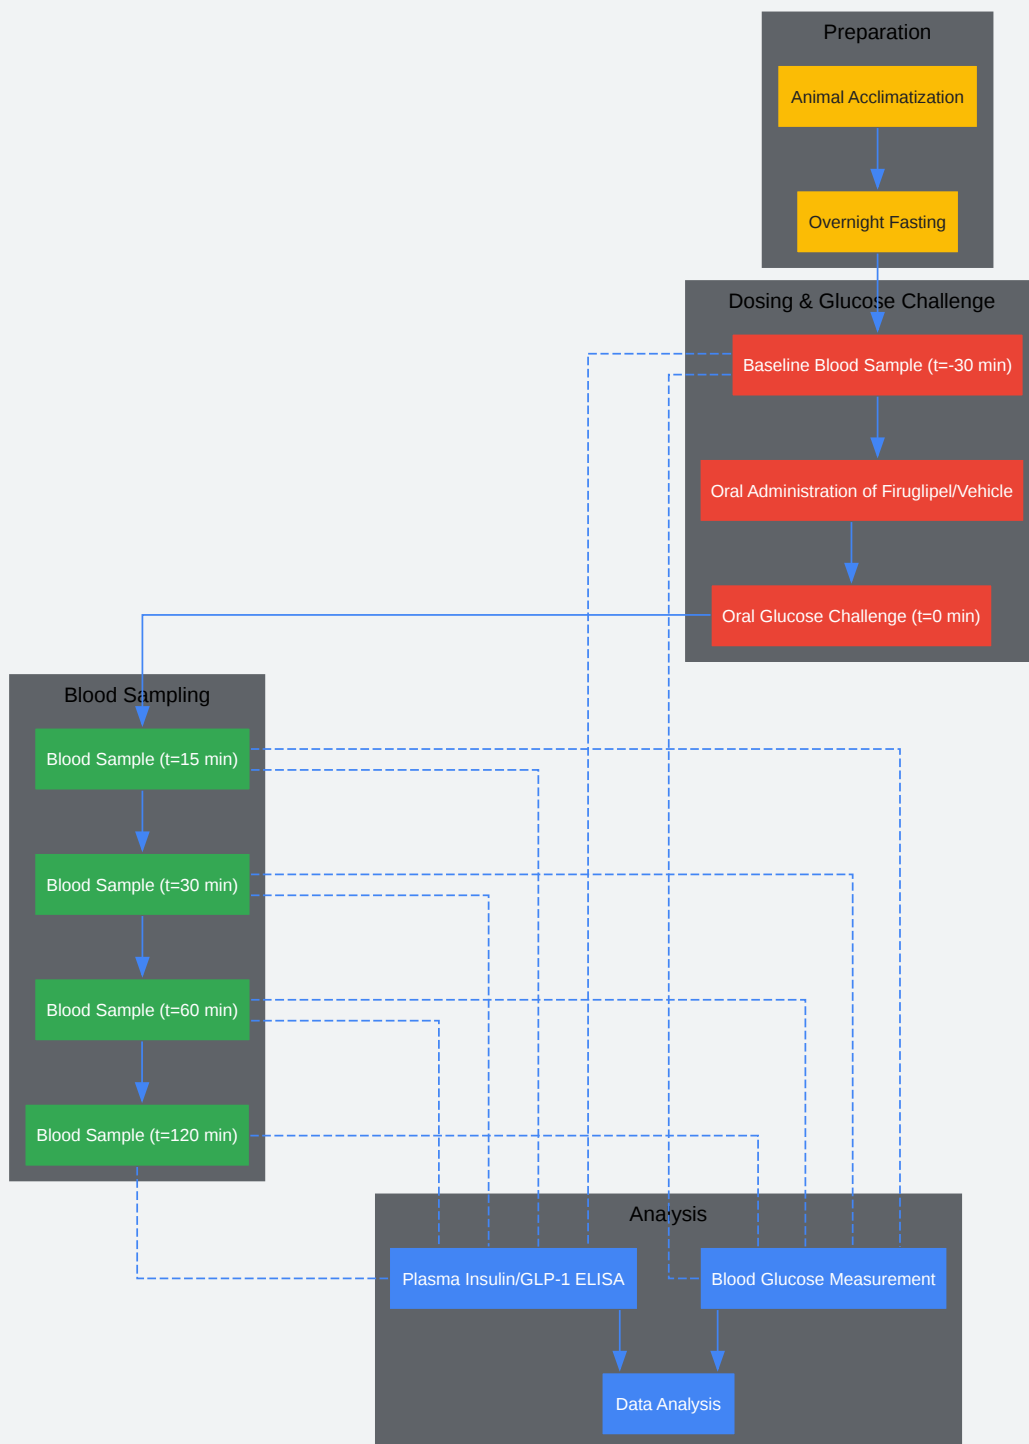 Preparation
Animal Acclimatization
Overnight Fasting
Dosing & Glucose Challenge
Baseline Blood Sample (t=-30 min)
Oral Administration of Firuglipel/Vehicle
Oral Glucose Challenge (t=0 min)
Blood Sampling
Blood Sample (t=15 min)
Blood Sample (t=30 min)
Blood Sample (t=60 min)
Blood Sample (t=120 min)
Analysis
Plasma Insulin/GLP-1 ELISA
Blood Glucose Measurement
Data Analysis